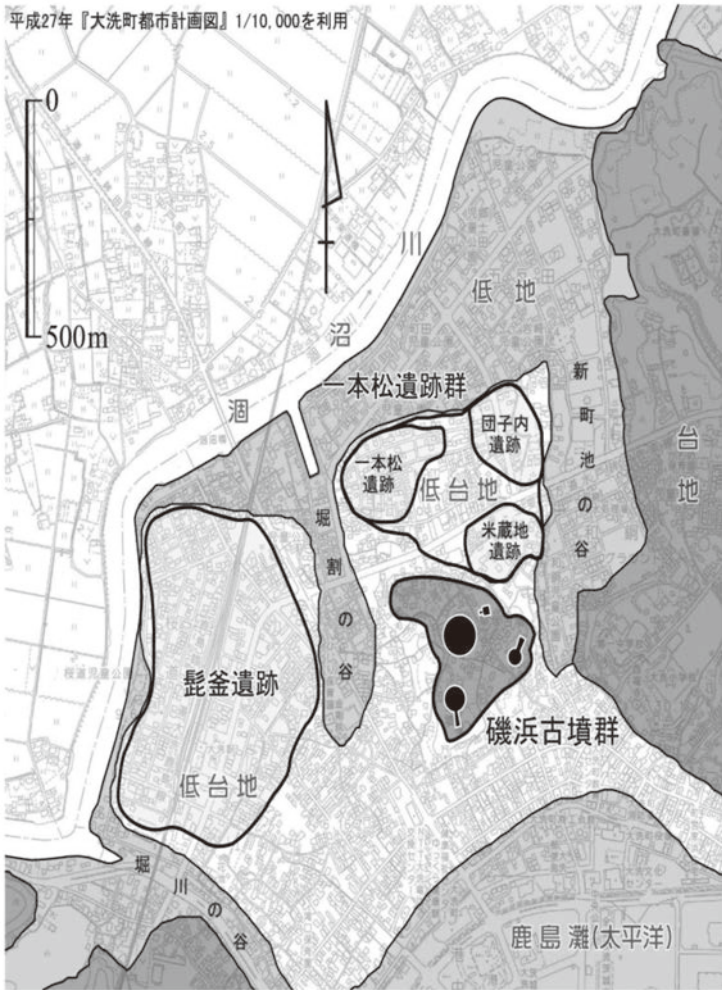 平成27年『大洗町都市計画図』1/10,000を利用
0
500m
川
沼
涸
低地
一本松遺跡群
団子内
遺跡
一本松
遺跡
低台地
米蔵地
遺跡
新町池の谷
台地
堀割の谷
髭釜遺跡
低台地
磯浜古墳群
堀川の谷
鹿島灘(太平洋)